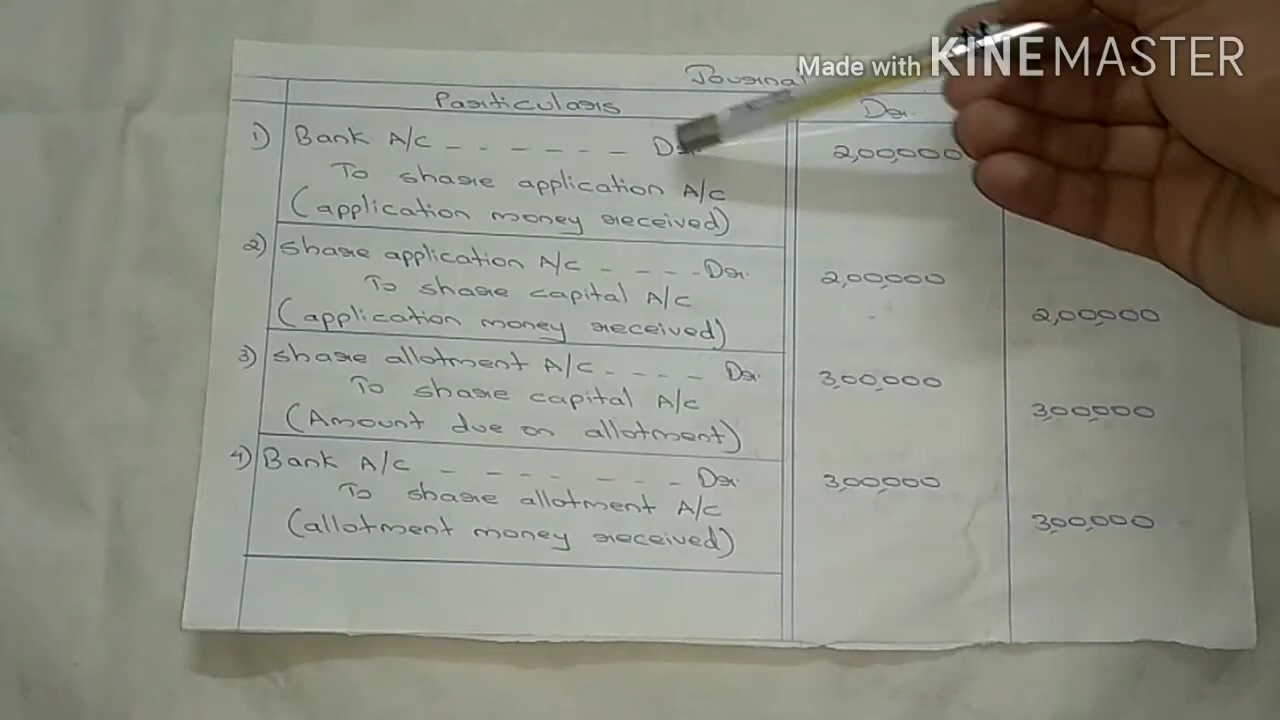 Made with KINEMASTER
Journal
Particulars Dr.
1) Bank A/C - - - - - - Dr. 2,00,000
To share application A/C
(application money received)
2) share application A/C - - - - Dr. 2,00,000
To share capital A/C 2,00,000
(application money received)
3) share allotment A/C - - - - Dr. 3,00,000
To share capital A/C 3,00,000
(Amount due on allotment)
4) Bank A/C - - - - - - - Dr. 3,00,000
To share allotment A/C 3,00,000
(allotment money received)